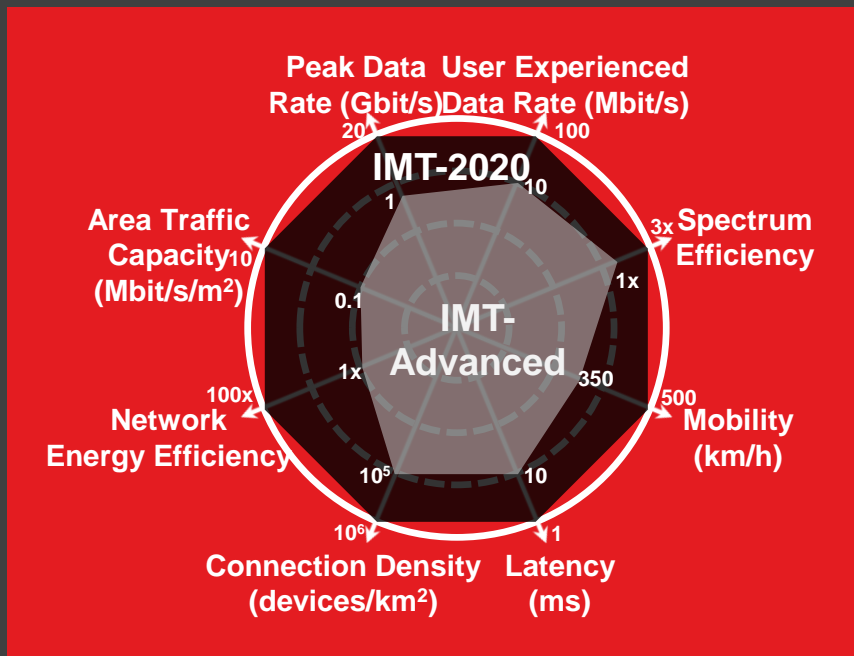 Peak Data
Rate (Gbit/s)
User Experienced
Data Rate (Mbit/s)
20
100
IMT-2020
1
10
Area Traffic
Capacity
(Mbit/s/m²)
10
3x
Spectrum
Efficiency
1x
0.1
IMT-
Advanced
1x
350
100x
500
Network
Energy Efficiency
Mobility
(km/h)
10⁵
10
10⁶
1
Connection Density
(devices/km²)
Latency
(ms)